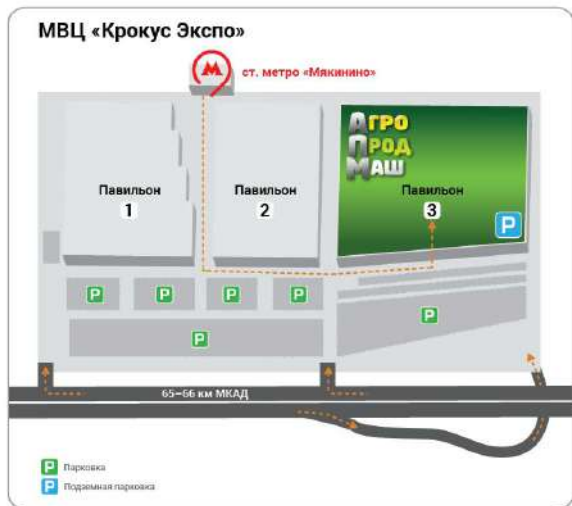 МВЦ «Крокус Экспо»
М
ст. метро «Мякинино»
АГРО
ПРОД
МАШ
Павильон
1
Павильон
2
Павильон
3
P
P
P
P
P
P
P
65–66 км МКАД
P Парковка
P Подземная парковка